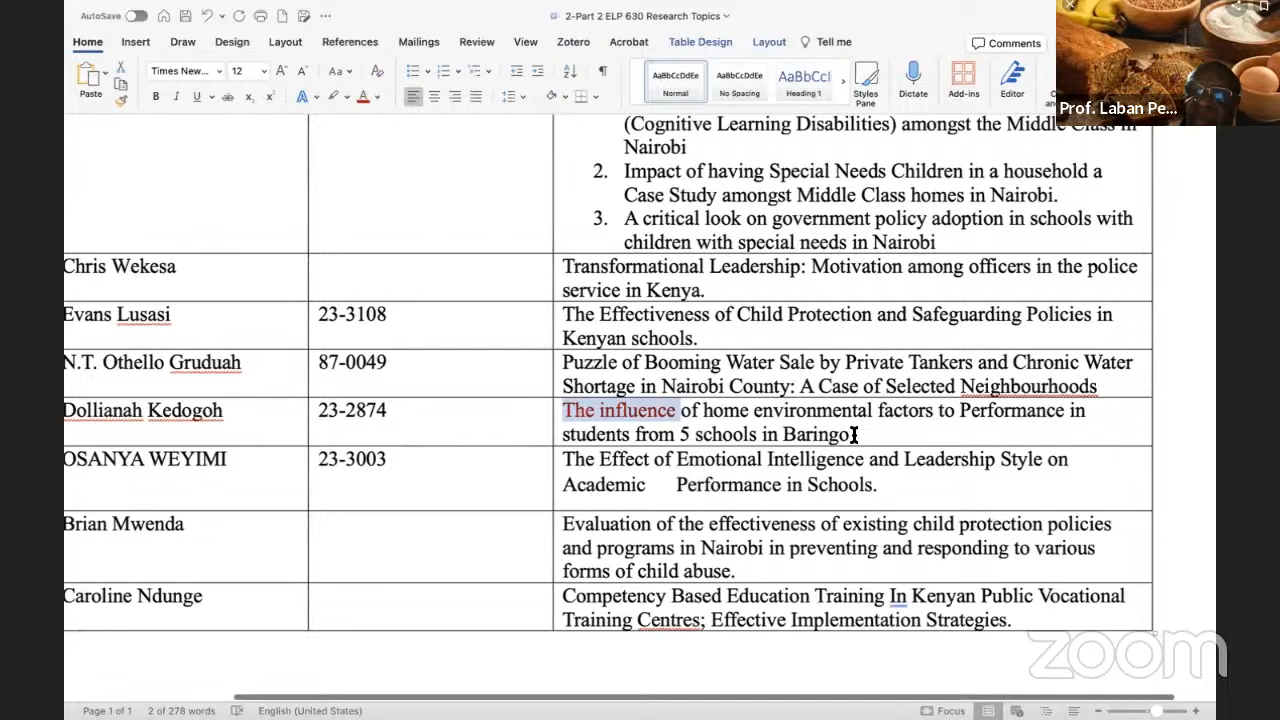 AutoSave
2-Part 2 ELP 630 Research Topics
Home Insert Draw Design Layout References Mailings Review View Zotero Acrobat Table Design Layout Tell me
Comments
Paste
Times New... 12
AaBbCcDdEe
Normal
AaBbCcDdEe
No Spacing
AaBbCcI
Heading 1
Styles
Pane
Dictate
Add-ins
Editor
Prof. Laban Pe...
(Cognitive Learning Disabilities) amongst the Middle Class in
Nairobi
2. Impact of having Special Needs Children in a household a
Case Study amongst Middle Class homes in Nairobi.
3. A critical look on government policy adoption in schools with
children with special needs in Nairobi
Chris Wekesa
Transformational Leadership: Motivation among officers in the police
service in Kenya.
Evans Lusasi 23-3108
The Effectiveness of Child Protection and Safeguarding Policies in
Kenyan schools.
N.T. Othello Gruduah 87-0049
Puzzle of Booming Water Sale by Private Tankers and Chronic Water
Shortage in Nairobi County: A Case of Selected Neighbourhoods
Dollianah Kedogoh 23-2874
The influence of home environmental factors to Performance in
students from 5 schools in Baringo
OSANYA WEYIMI 23-3003
The Effect of Emotional Intelligence and Leadership Style on
Academic Performance in Schools.
Brian Mwenda
Evaluation of the effectiveness of existing child protection policies
and programs in Nairobi in preventing and responding to various
forms of child abuse.
Caroline Ndunge
Competency Based Education Training In Kenyan Public Vocational
Training Centres; Effective Implementation Strategies.
zoom
Page 1 of 1 2 of 278 words English (United States) Focus